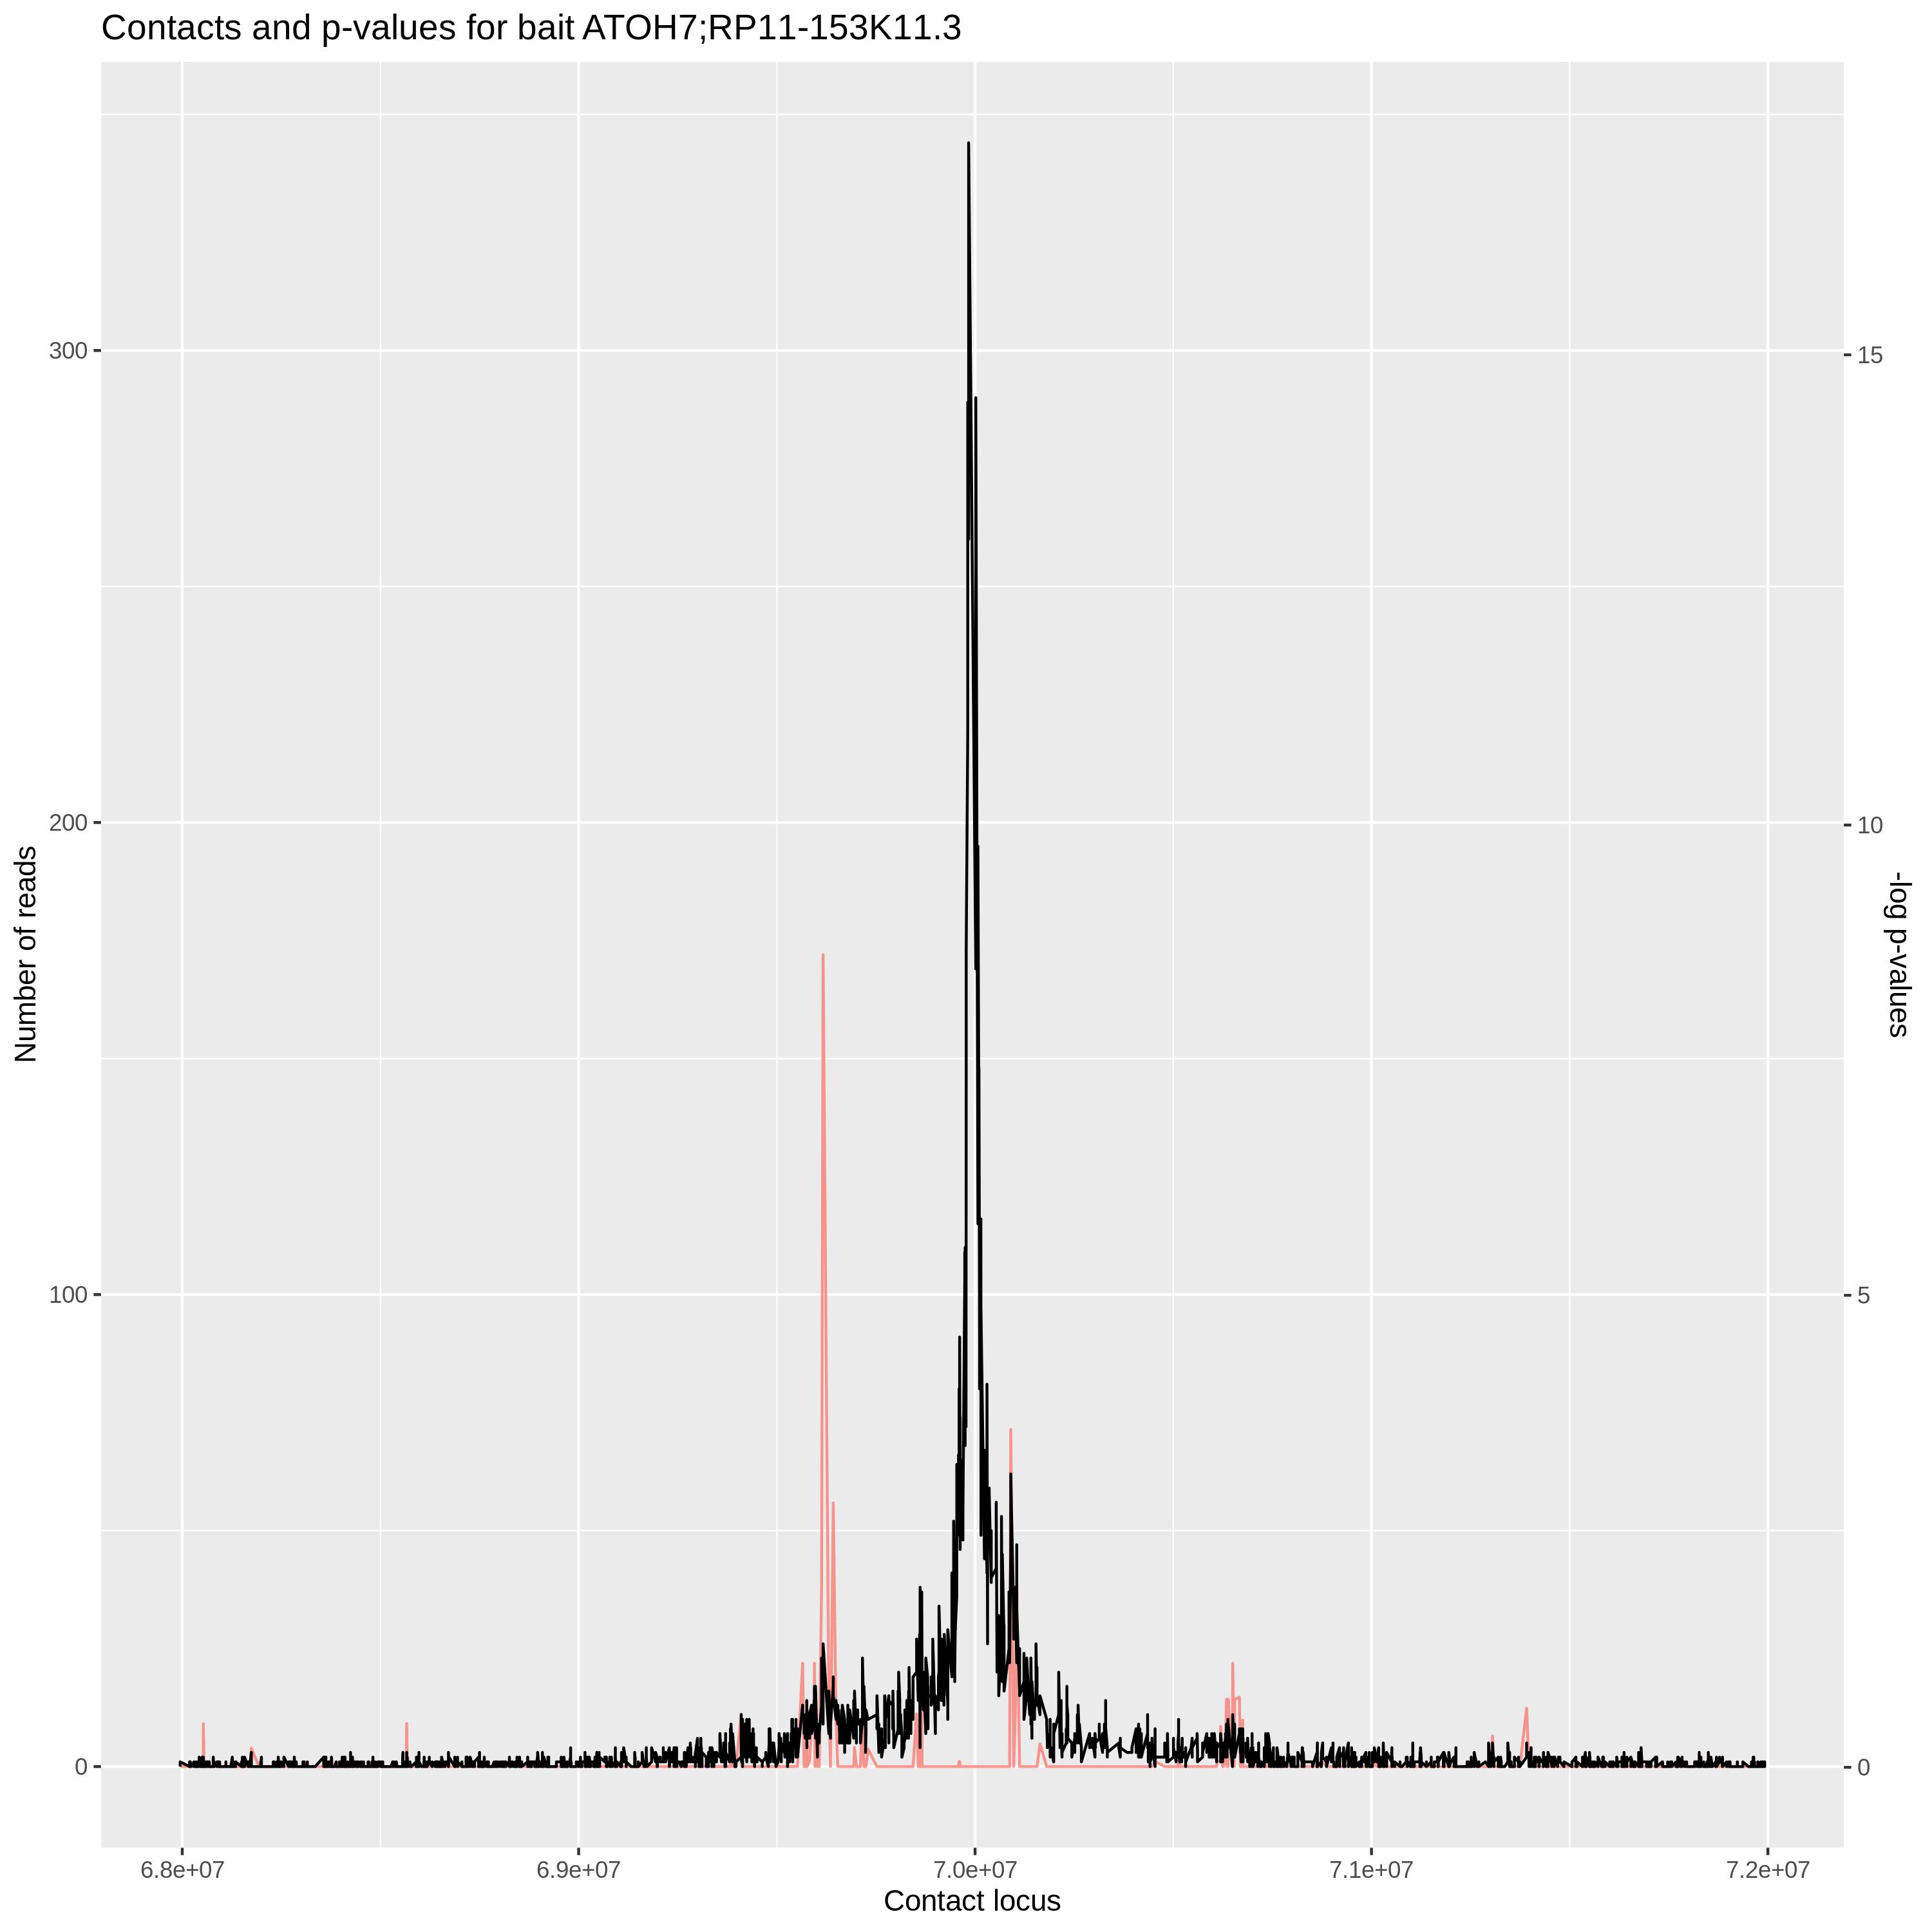 Contacts and p-values for bait ATOH7;RP11-153K11.3
300
200
100
0
Number of reads
15
10
5
0
-log p-values
6.8e+07 6.9e+07 7.0e+07 7.1e+07 7.2e+07
Contact locus